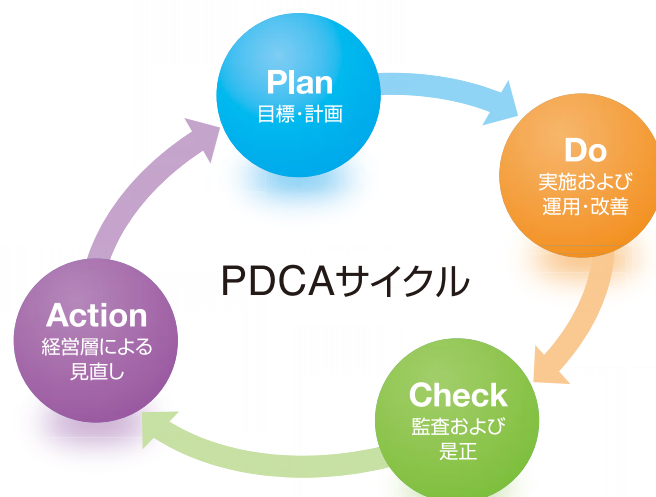 Plan
目標・計画
Do
実施および
運用・改善
PDCAサイクル
Action
経営層による
見直し
Check
監査および
是正